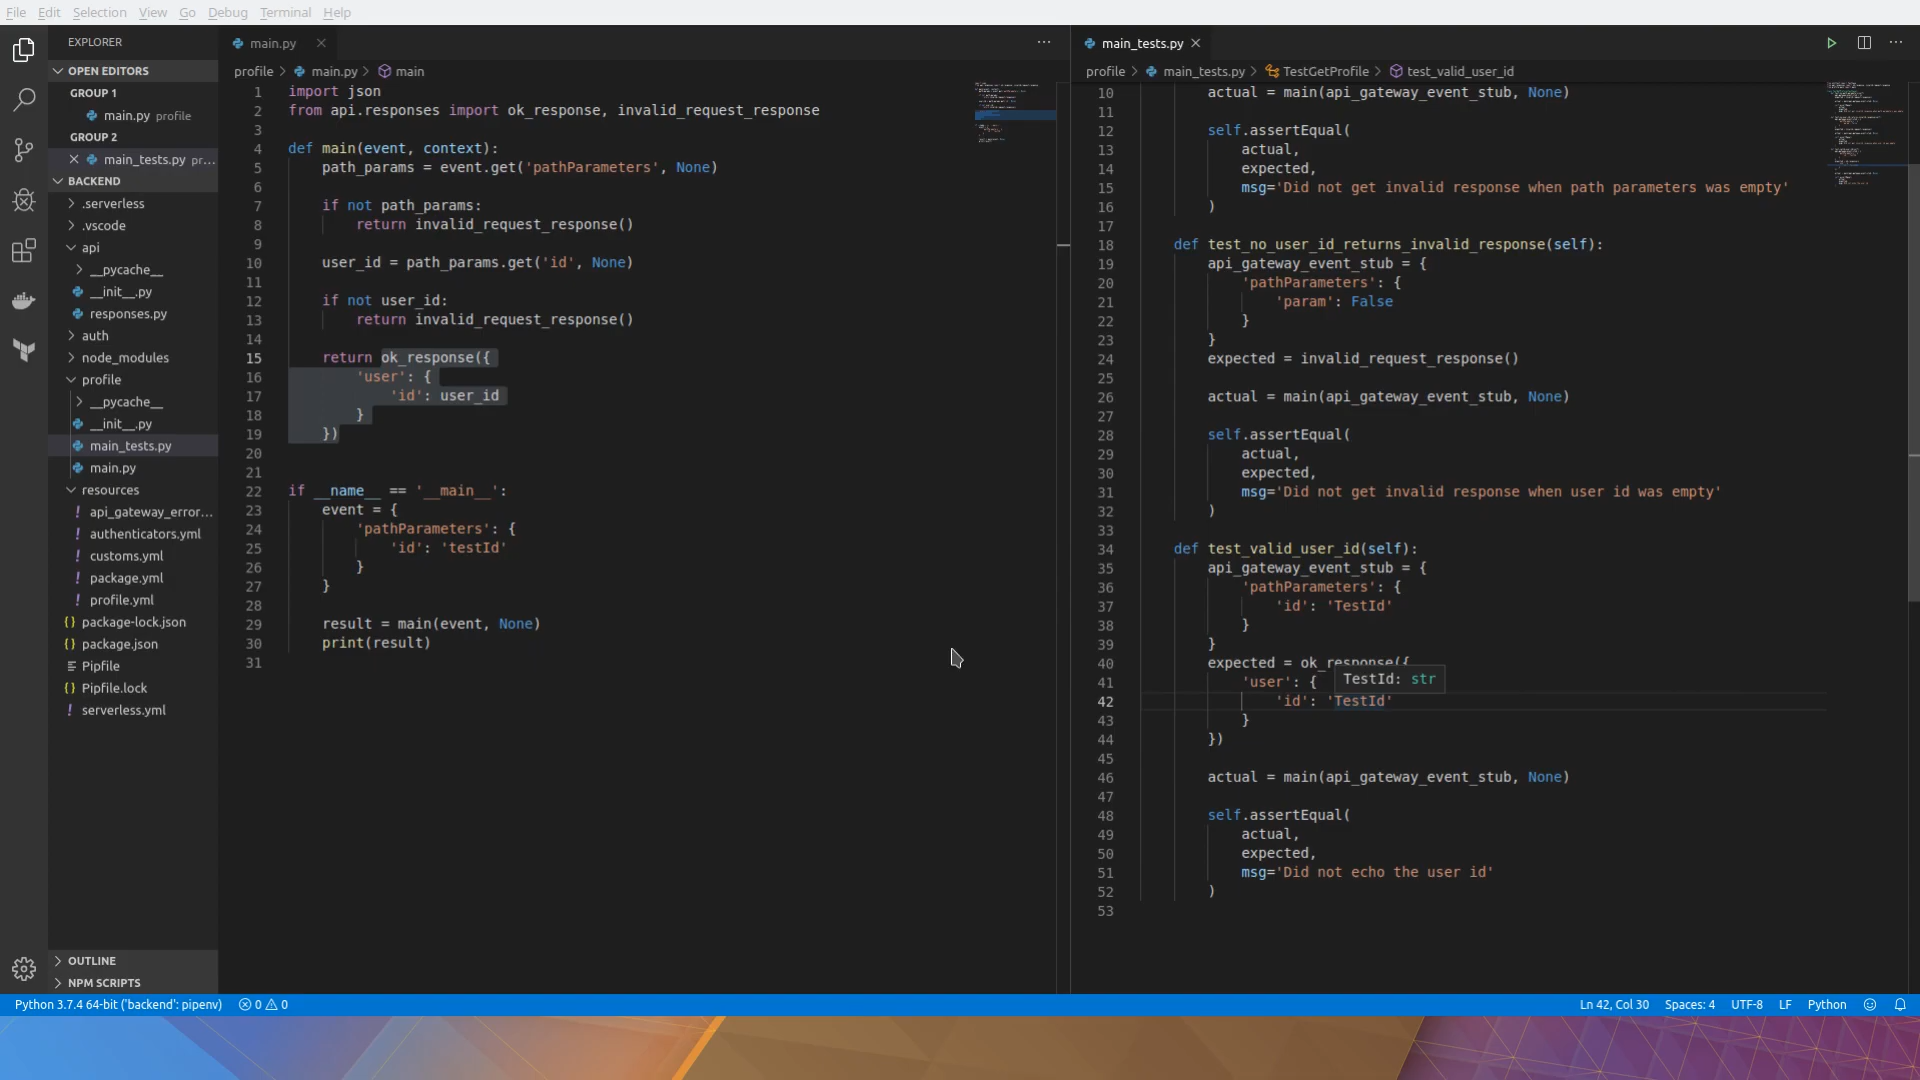 File Edit Selection View Go Debug Terminal Help
EXPLORER
OPEN EDITORS
GROUP 1
main.py profile
GROUP 2
main_tests.py pr...
BACKEND
.serverless
.vscode
api
__pycache__
__init__.py
responses.py
auth
node_modules
profile
__pycache__
__init__.py
main_tests.py
main.py
resources
api_gateway_error...
authenticators.yml
customs.yml
package.yml
profile.yml
package-lock.json
package.json
Pipfile
Pipfile.lock
serverless.yml
OUTLINE
NPM SCRIPTS
main.py
profile > main.py > main
1 import json
2 from api.responses import ok_response, invalid_request_response
3
4 def main(event, context):
5     path_params = event.get('pathParameters', None)
6
7     if not path_params:
8         return invalid_request_response()
9
10     user_id = path_params.get('id', None)
11
12     if not user_id:
13         return invalid_request_response()
14
15     return ok_response({
16         'user': {
17             'id': user_id
18         }
19     })
20
21
22 if __name__ == '__main__':
23     event = {
24         'pathParameters': {
25             'id': 'testId'
26         }
27     }
28
29     result = main(event, None)
30     print(result)
31
main_tests.py
profile > main_tests.py > TestGetProfile > test_valid_user_id
10         actual = main(api_gateway_event_stub, None)
11
12         self.assertEqual(
13             actual,
14             expected,
15             msg='Did not get invalid response when path parameters was empty'
16         )
17
18     def test_no_user_id_returns_invalid_response(self):
19         api_gateway_event_stub = {
20             'pathParameters': {
21                 'param': False
22             }
23         }
24         expected = invalid_request_response()
25
26         actual = main(api_gateway_event_stub, None)
27
28         self.assertEqual(
29             actual,
30             expected,
31             msg='Did not get invalid response when user id was empty'
32         )
33
34     def test_valid_user_id(self):
35         api_gateway_event_stub = {
36             'pathParameters': {
37                 'id': 'TestId'
38             }
39         }
40         expected = ok_response({
TestId: str
41             'user': {
42                 'id': 'TestId'
43             }
44         })
45
46         actual = main(api_gateway_event_stub, None)
47
48         self.assertEqual(
49             actual,
50             expected,
51             msg='Did not echo the user id'
52         )
53
Python 3.7.4 64-bit ('backend': pipenv) 0 0 Ln 42, Col 30 Spaces: 4 UTF-8 LF Python